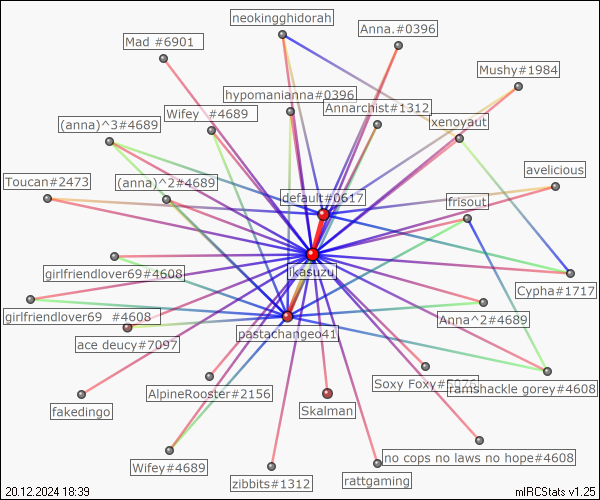 neokingghidorah
Anna.#0396
Mad #6901
Mushy#1984
hypomanianna#0396
Wifey  #4689
Annarchist#1312
(anna)^3#4689
xenoyaut
avelicious
Toucan#2473
(anna)^2#4689
default#0617
frisout
girlfriendlover69#4608
ikasuzu
Cypha#1717
girlfriendlover69  #4608
Anna^2#4689
pastachangeo41
ace deucy#7097
Soxy Foxy#5076
ramshackle gorey#4608
AlpineRooster#2156
fakedingo
Skalman
no cops no laws no hope#4608
Wifey#4689
zibbits#1312
rattgaming
20.12.2024 18:39
mIRCStats v1.25